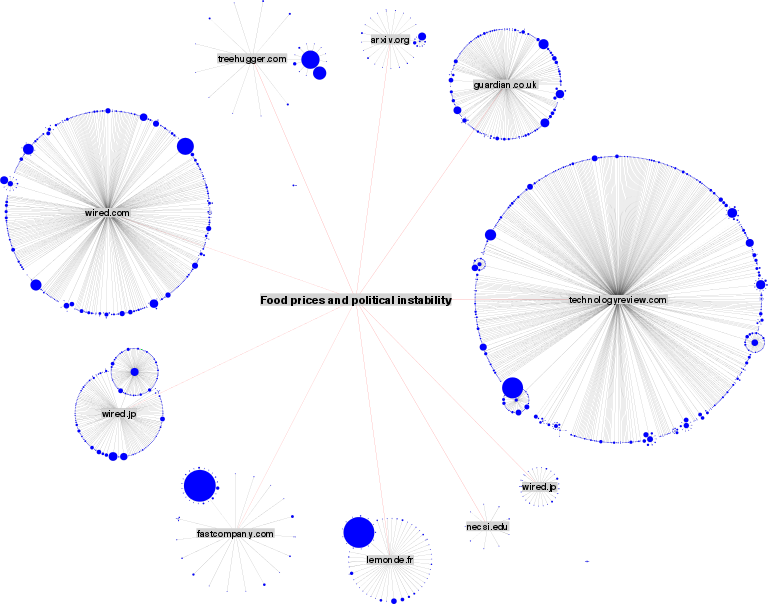 treehugger.com
arxiv.org
guardian.co.uk
wired.com
Food prices and political instability
technologyreview.com
wired.jp
wired.jp
necsi.edu
fastcompany.com
lemonde.fr